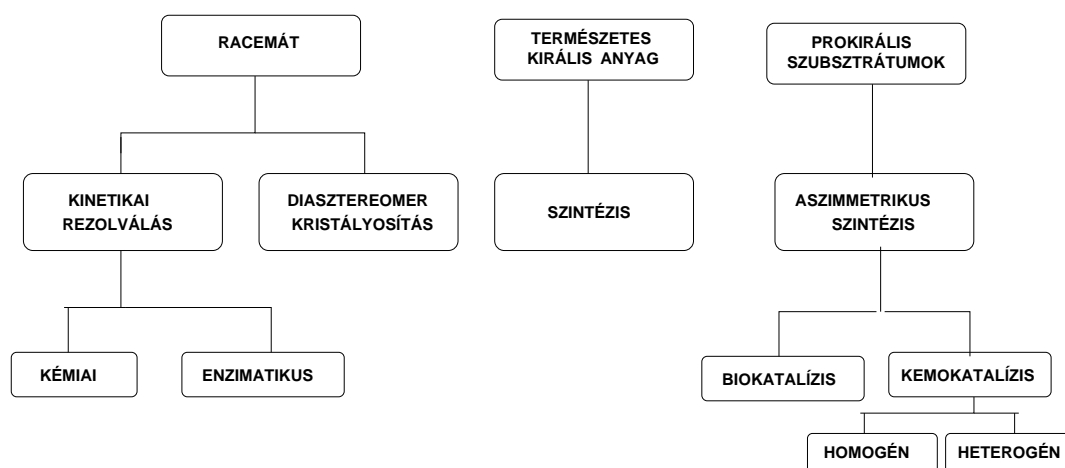 RACEMÁT
TERMÉSZETES
KIRÁLIS ANYAG
PROKIRÁLIS
SZUBSZTRÁTUMOK
KINETIKAI
REZOLVÁLÁS
DIASZTEREOMER
KRISTÁLYOSÍTÁS
SZINTÉZIS
ASZIMMETRIKUS
SZINTÉZIS
KÉMIAI
ENZIMATIKUS
BIOKATALÍZIS
KEMOKATALÍZIS
HOMOGÉN
HETEROGÉN